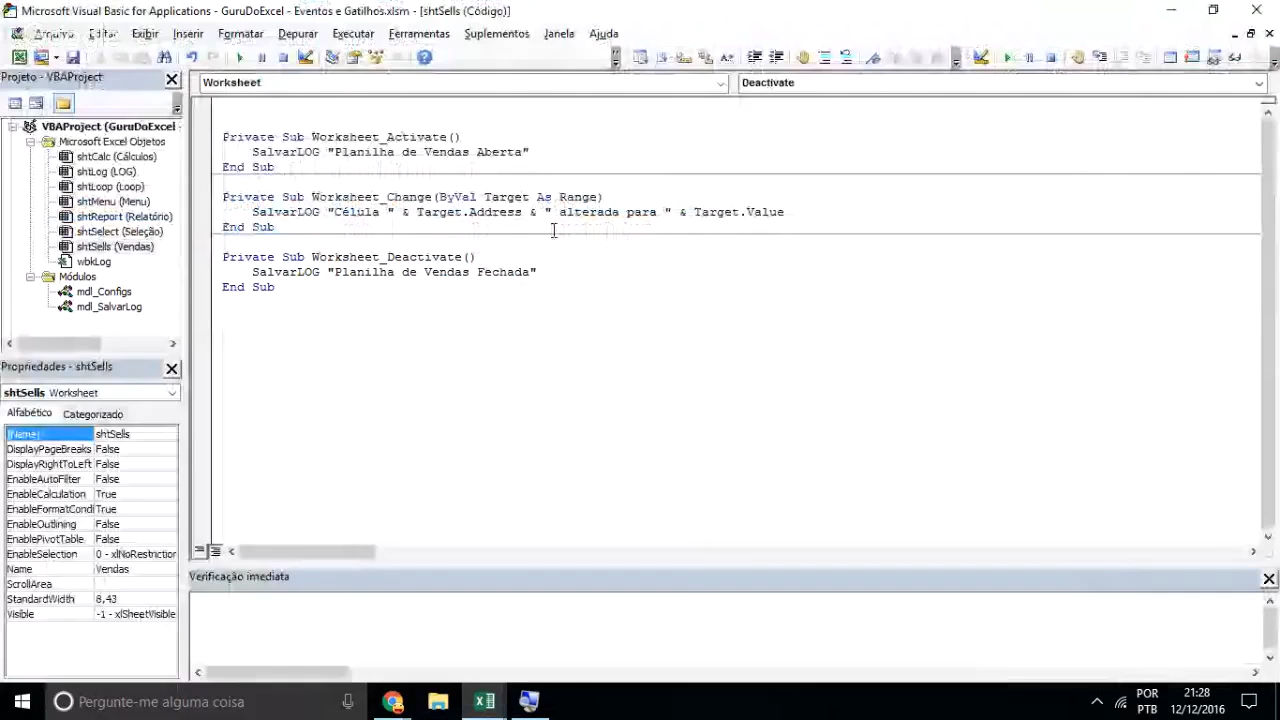 Microsoft Visual Basic for Applications - GuruDoExcel - Eventos e Gatilhos.xlsm - [shtSells (Código)]
Arquivo Editar Exibir Inserir Formatar Depurar Executar Ferramentas Suplementos Janela Ajuda
Projeto - VBAProject
Worksheet
Deactivate
VBAProject (GuruDoExcel -
Microsoft Excel Objetos
shtCalc (Cálculos)
shtLog (LOG)
shtLoop (Loop)
shtMenu (Menu)
shtReport (Relatório)
shtSelect (Seleção)
shtSells (Vendas)
wbkLog
Módulos
mdl_Configs
mdl_SalvarLog
Private Sub Worksheet_Activate()
SalvarLOG "Planilha de Vendas Aberta"
End Sub
Private Sub Worksheet_Change(ByVal Target As Range)
SalvarLOG "Célula " & Target.Address & " alterada para " & Target.Value
End Sub
Private Sub Worksheet_Deactivate()
SalvarLOG "Planilha de Vendas Fechada"
End Sub
Propriedades - shtSells
shtSells Worksheet
Alfabético Categorizado
(Name) shtSells
DisplayPageBreaks False
DisplayRightToLeft False
EnableAutoFilter False
EnableCalculation True
EnableFormatCond True
EnableOutlining False
EnablePivotTable False
EnableSelection 0 - xlNoRestriction
Name Vendas
ScrollArea
StandardWidth 8,43
Visible -1 - xlSheetVisible
Verificação imediata
Pergunte-me alguma coisa
POR
PTB
21:28
12/12/2016